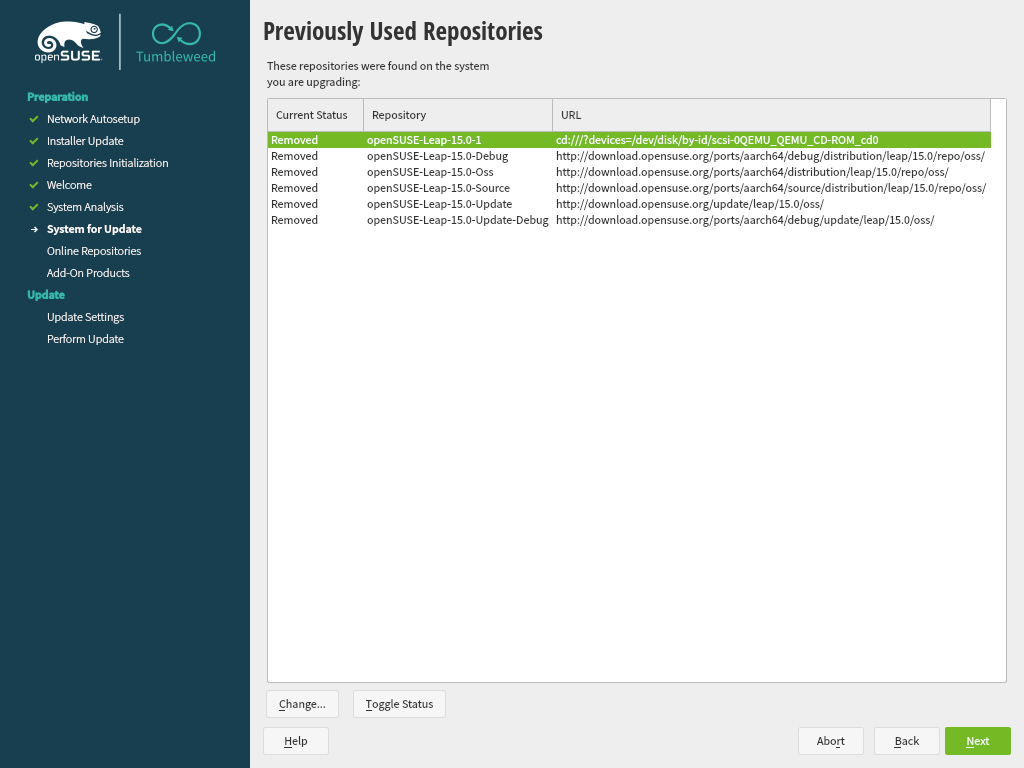 openSUSE
Tumbleweed
Preparation
Network Autosetup
Installer Update
Repositories Initialization
Welcome
System Analysis
System for Update
Online Repositories
Add-On Products
Update
Update Settings
Perform Update
Previously Used Repositories
These repositories were found on the system
you are upgrading:
Current Status Repository URL
Removed openSUSE-Leap-15.0-1 cd:///?devices=/dev/disk/by-id/scsi-0QEMU_QEMU_CD-ROM_cd0
Removed openSUSE-Leap-15.0-Debug http://download.opensuse.org/ports/aarch64/debug/distribution/leap/15.0/repo/oss/
Removed openSUSE-Leap-15.0-Oss http://download.opensuse.org/ports/aarch64/distribution/leap/15.0/repo/oss/
Removed openSUSE-Leap-15.0-Source http://download.opensuse.org/ports/aarch64/source/distribution/leap/15.0/repo/oss/
Removed openSUSE-Leap-15.0-Update http://download.opensuse.org/update/leap/15.0/oss/
Removed openSUSE-Leap-15.0-Update-Debug http://download.opensuse.org/ports/aarch64/debug/update/leap/15.0/oss/
Change... Toggle Status
Help Abort Back Next